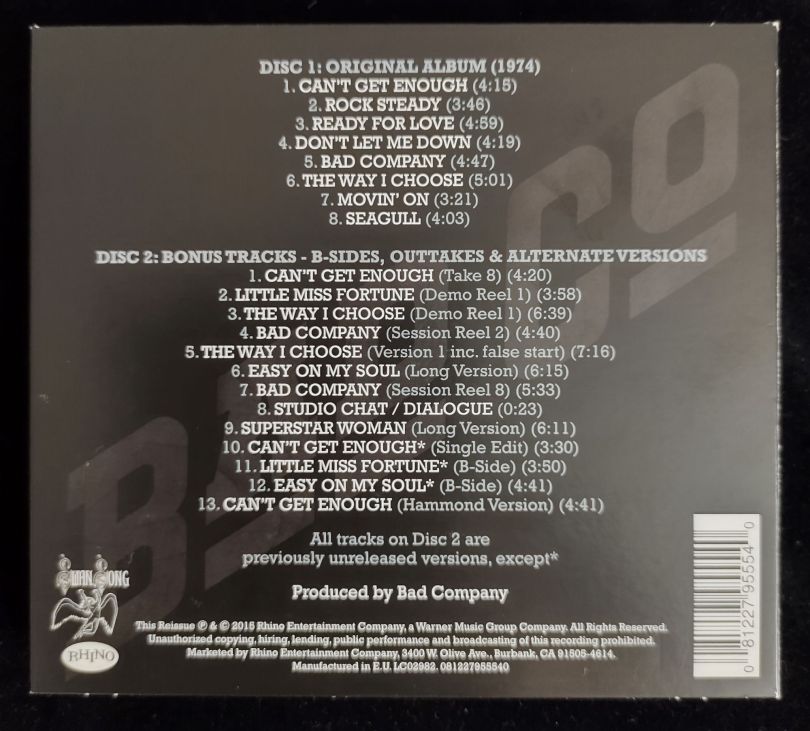 DISC 1: ORIGINAL ALBUM (1974)
1. CAN'T GET ENOUGH (4:15)
2. ROCK STEADY (3:46)
3. READY FOR LOVE (4:59)
4. DON'T LET ME DOWN (4:19)
5. BAD COMPANY (4:47)
6. THE WAY I CHOOSE (5:01)
7. MOVIN' ON (3:21)
8. SEAGULL (4:03)
DISC 2: BONUS TRACKS - B-SIDES, OUTTAKES & ALTERNATE VERSIONS
1. CAN'T GET ENOUGH (Take 8) (4:20)
2. LITTLE MISS FORTUNE (Demo Reel 1) (3:58)
3. THE WAY I CHOOSE (Demo Reel 1) (6:39)
4. BAD COMPANY (Session Reel 2) (4:40)
5. THE WAY I CHOOSE (Version 1 inc. false start) (7:16)
6. EASY ON MY SOUL (Long Version) (6:15)
7. BAD COMPANY (Session Reel 8) (5:33)
8. STUDIO CHAT / DIALOGUE (0:23)
9. SUPERSTAR WOMAN (Long Version) (6:11)
10. CAN'T GET ENOUGH* (Single Edit) (3:30)
11. LITTLE MISS FORTUNE* (B-Side) (3:50)
12. EASY ON MY SOUL* (B-Side) (4:41)
13. CAN'T GET ENOUGH (Hammond Version) (4:41)
All tracks on Disc 2 are
previously unreleased versions, except*
Produced by Bad Company
This Reissue ℗ & © 2015 Rhino Entertainment Company, a Warner Music Group Company. All Rights Reserved.
Unauthorized copying, hiring, lending, public performance and broadcasting of this recording prohibited.
Marketed by Rhino Entertainment Company, 3400 W. Olive Ave., Burbank, CA 91505-4614.
Manufactured in E.U. LC02982. 081227955540
SWAN SONG
RHINO
0 81227 95554 0
BAD CO